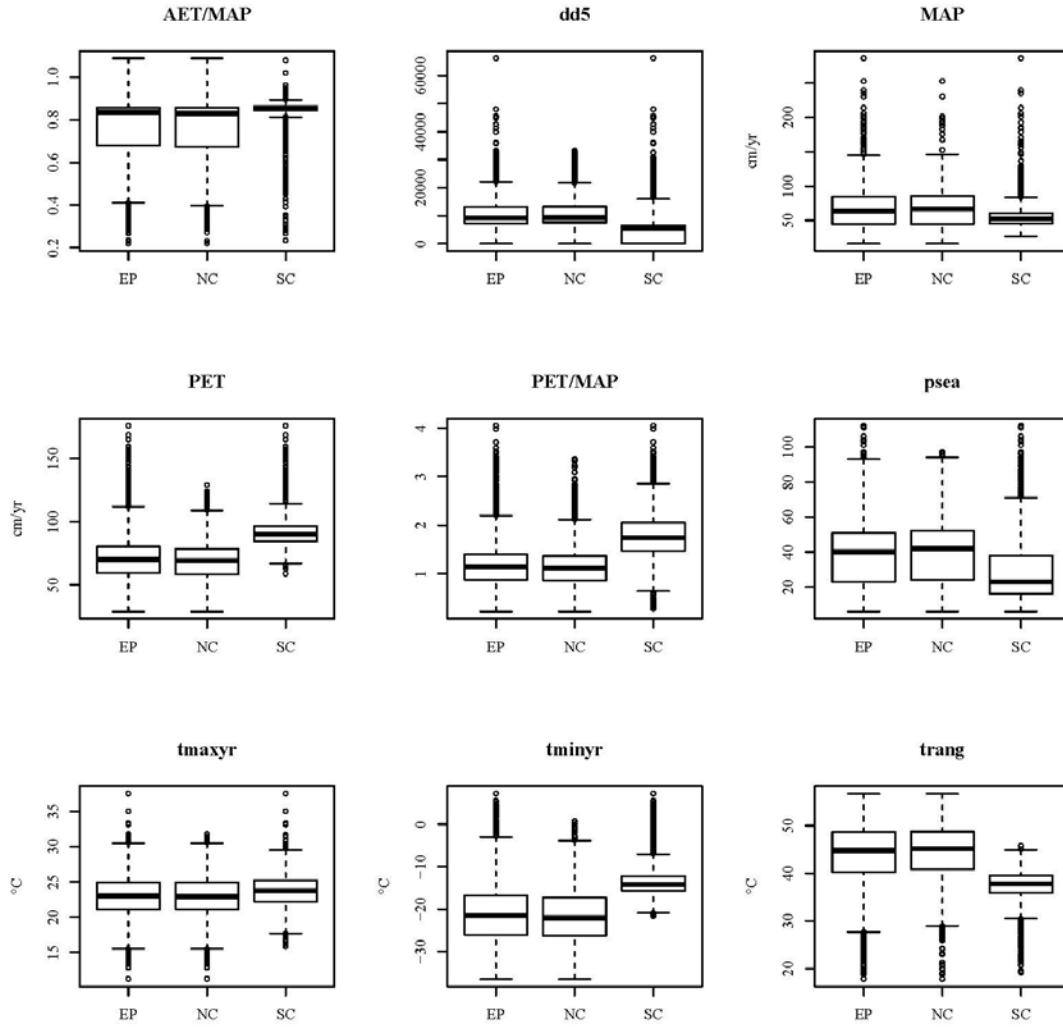 AET/MAP dd5 MAP
1.0
0.8
0.6
0.4
0.2
EP NC SC
60000
40000
20000
0
EP NC SC
cm/yr
200
100
50
EP NC SC
PET PET/MAP psea
cm/yr
150
100
50
EP NC SC
4
3
2
1
EP NC SC
100
80
60
40
20
EP NC SC
tmaxyr tminyr trang
°C
35
30
25
20
15
EP NC SC
°C
0
-10
-20
-30
EP NC SC
°C
50
40
30
20
EP NC SC